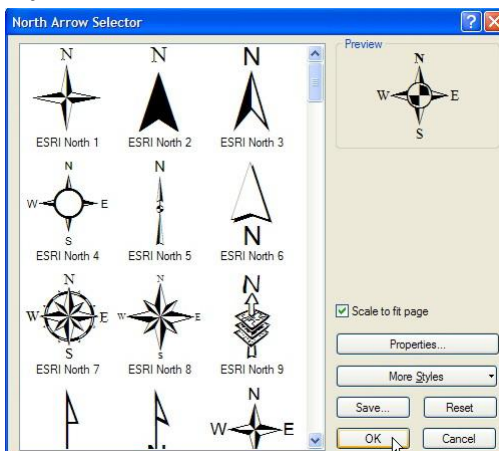 North Arrow Selector
N N N
ESRI North 1 ESRI North 2 ESRI North 3
N
W E
S
N
N
ESRI North 4 ESRI North 5 ESRI North 6
N
W E
S
N
W E
N
ESRI North 7 ESRI North 8 ESRI North 9
N
W E
Preview
N
W E
S
Scale to fit page
Properties...
More Styles
Save... Reset
OK Cancel